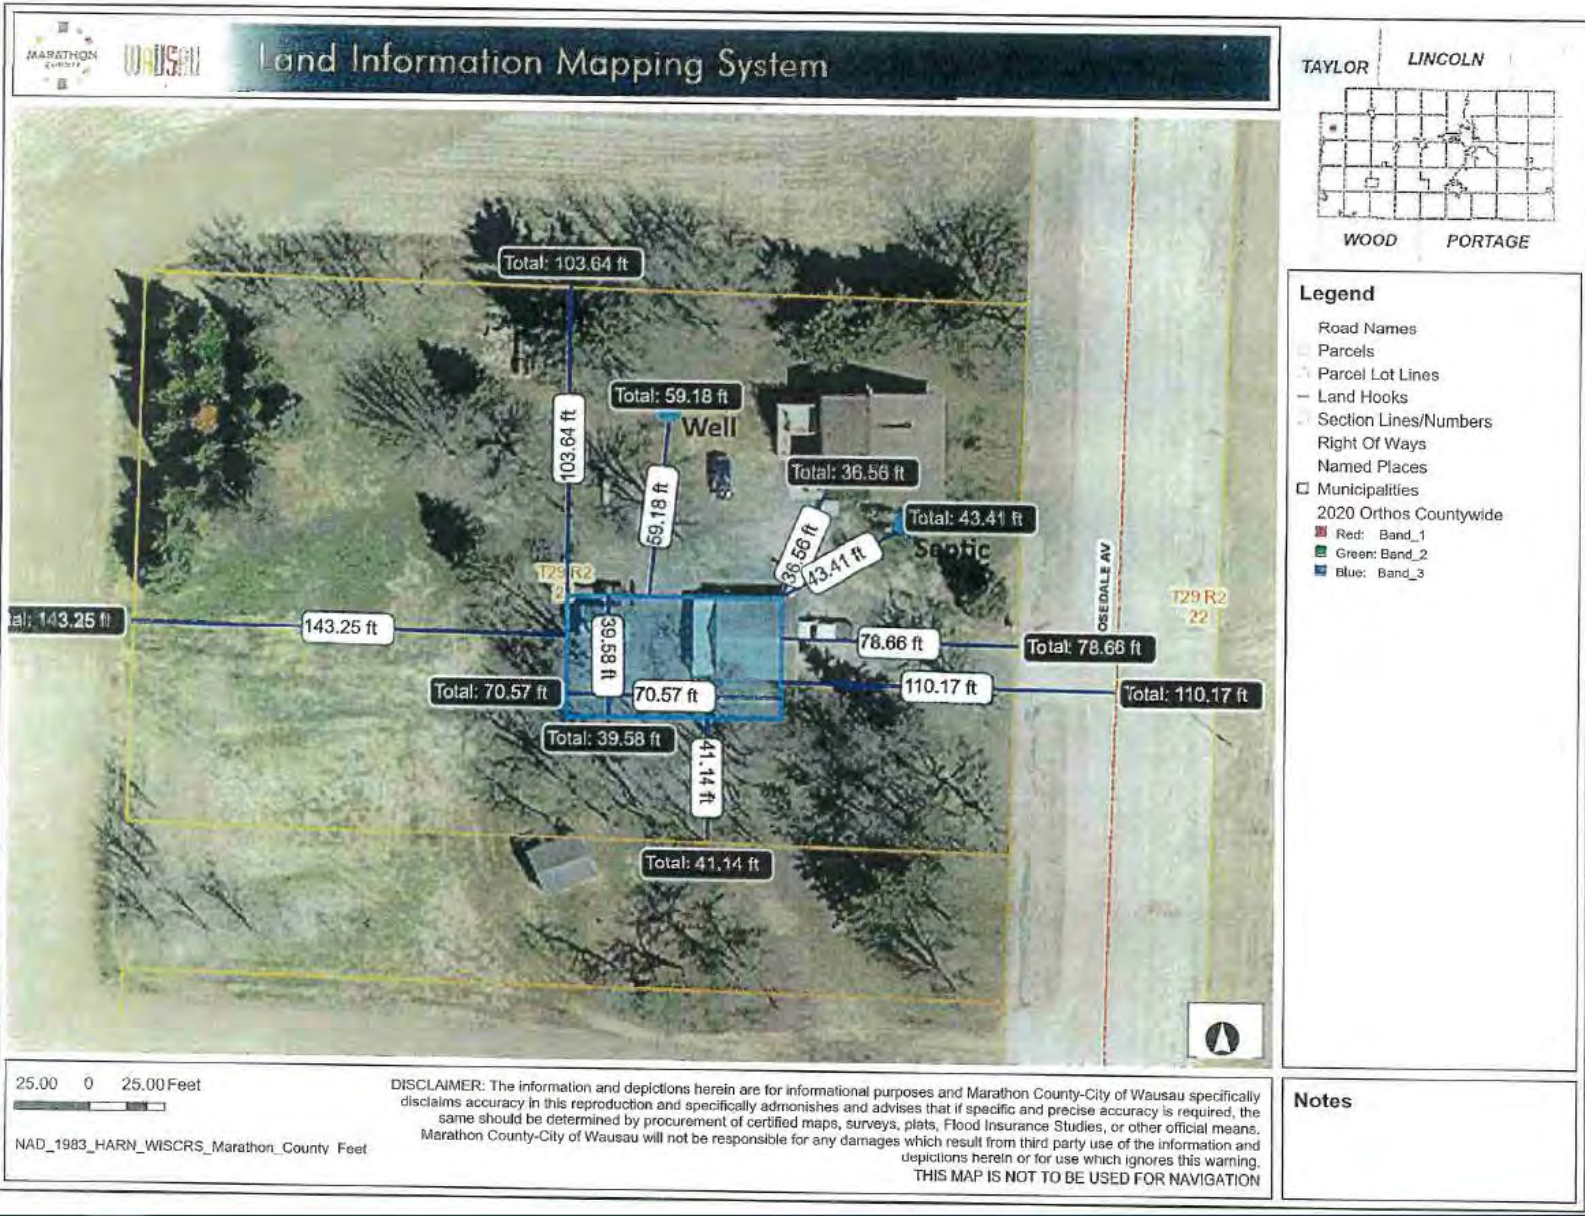 MARATHON
COUNTY
WAUSAU
Land Information Mapping System
TAYLOR
LINCOLN
WOOD
PORTAGE
Total: 103.64 ft
103.64 ft
Total: 59.18 ft
Well
59.18 ft
Total: 36.56 ft
36.56 ft
Total: 43.41 ft
Septic
43.41 ft
T29 R2
2
tal: 143.25 ft
143.25 ft
39.58 ft
78.66 ft
Total: 78.66 ft
OSEDALE AV
T29 R2
22
Total: 70.57 ft
70.57 ft
110.17 ft
Total: 110.17 ft
Total: 39.58 ft
41.14 ft
Total: 41.14 ft
Legend
Road Names
Parcels
Parcel Lot Lines
Land Hooks
Section Lines/Numbers
Right Of Ways
Named Places
Municipalities
2020 Orthos Countywide
Red: Band_1
Green: Band_2
Blue: Band_3
25.00 0 25.00 Feet
NAD_1983_HARN_WISCRS_Marathon_County_Feet
DISCLAIMER: The information and depictions herein are for informational purposes and Marathon County-City of Wausau specifically
disclaims accuracy in this reproduction and specifically admonishes and advises that if specific and precise accuracy is required, the
same should be determined by procurement of certified maps, surveys, plats, Flood Insurance Studies, or other official means.
Marathon County-City of Wausau will not be responsible for any damages which result from third party use of the information and
depictions herein or for use which ignores this warning.
THIS MAP IS NOT TO BE USED FOR NAVIGATION
Notes